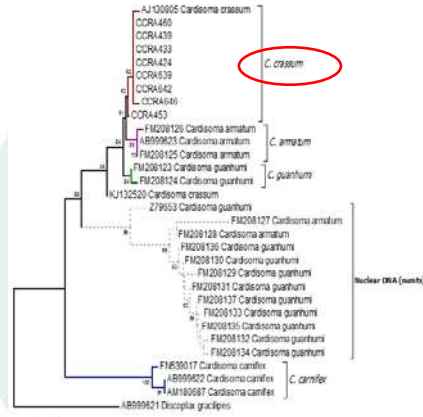 AJ130805 Cardisoma crassum
CCRA460
CCRA439
CCRA433
CCRA424
CCRA539
CCRA642
CCRA646
CCRA453
C. crassum
FM208126 Cardisoma armatum
AB999623 Cardisoma armatum
FM208125 Cardisoma armatum
C. armatum
FM208123 Cardisoma guanhumi
FM208124 Cardisoma guanhumi
C. guanhum
KJ132520 Cardisoma crassum
Z79653 Cardisoma guanhumi
FM208127 Cardisoma armatum
FM208128 Cardisoma armatum
FM208136 Cardisoma guanhumi
FM208130 Cardisoma guanhumi
FM208129 Cardisoma guanhumi
FM208131 Cardisoma guanhumi
FM208137 Cardisoma guanhumi
FM208133 Cardisoma guanhumi
FM208135 Cardisoma guanhumi
FM208132 Cardisoma guanhumi
FM208134 Cardisoma guanhumi
Nuclear DNA (numts)
FN539017 Cardisoma carnifex
AB999622 Cardisoma carnifex
AM180687 Cardisoma carnifex
C. carnifex
AB999621 Discoplax gracilipes